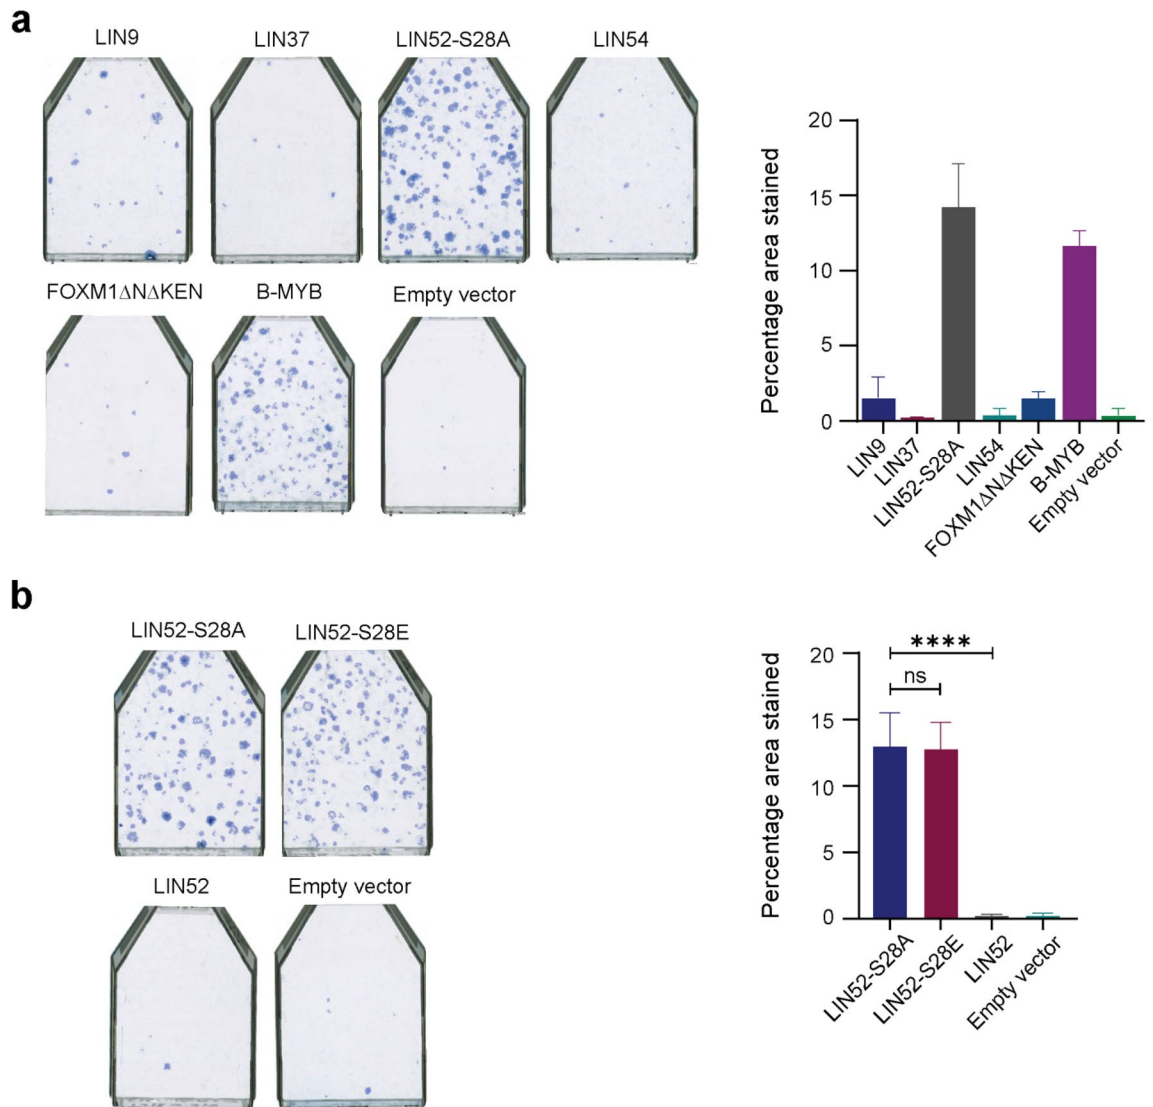 a
LIN9
LIN37
LIN52-S28A
LIN54
FOXM1ΔNΔKEN
B-MYB
Empty vector
Percentage area stained
20
15
10
5
0
LIN9
LIN37
LIN52-S28A
LIN54
FOXM1ΔNΔKEN
B-MYB
Empty vector
b
LIN52-S28A
LIN52-S28E
LIN52
Empty vector
Percentage area stained
20
15
10
5
0
****
ns
LIN52-S28A
LIN52-S28E
LIN52
Empty vector